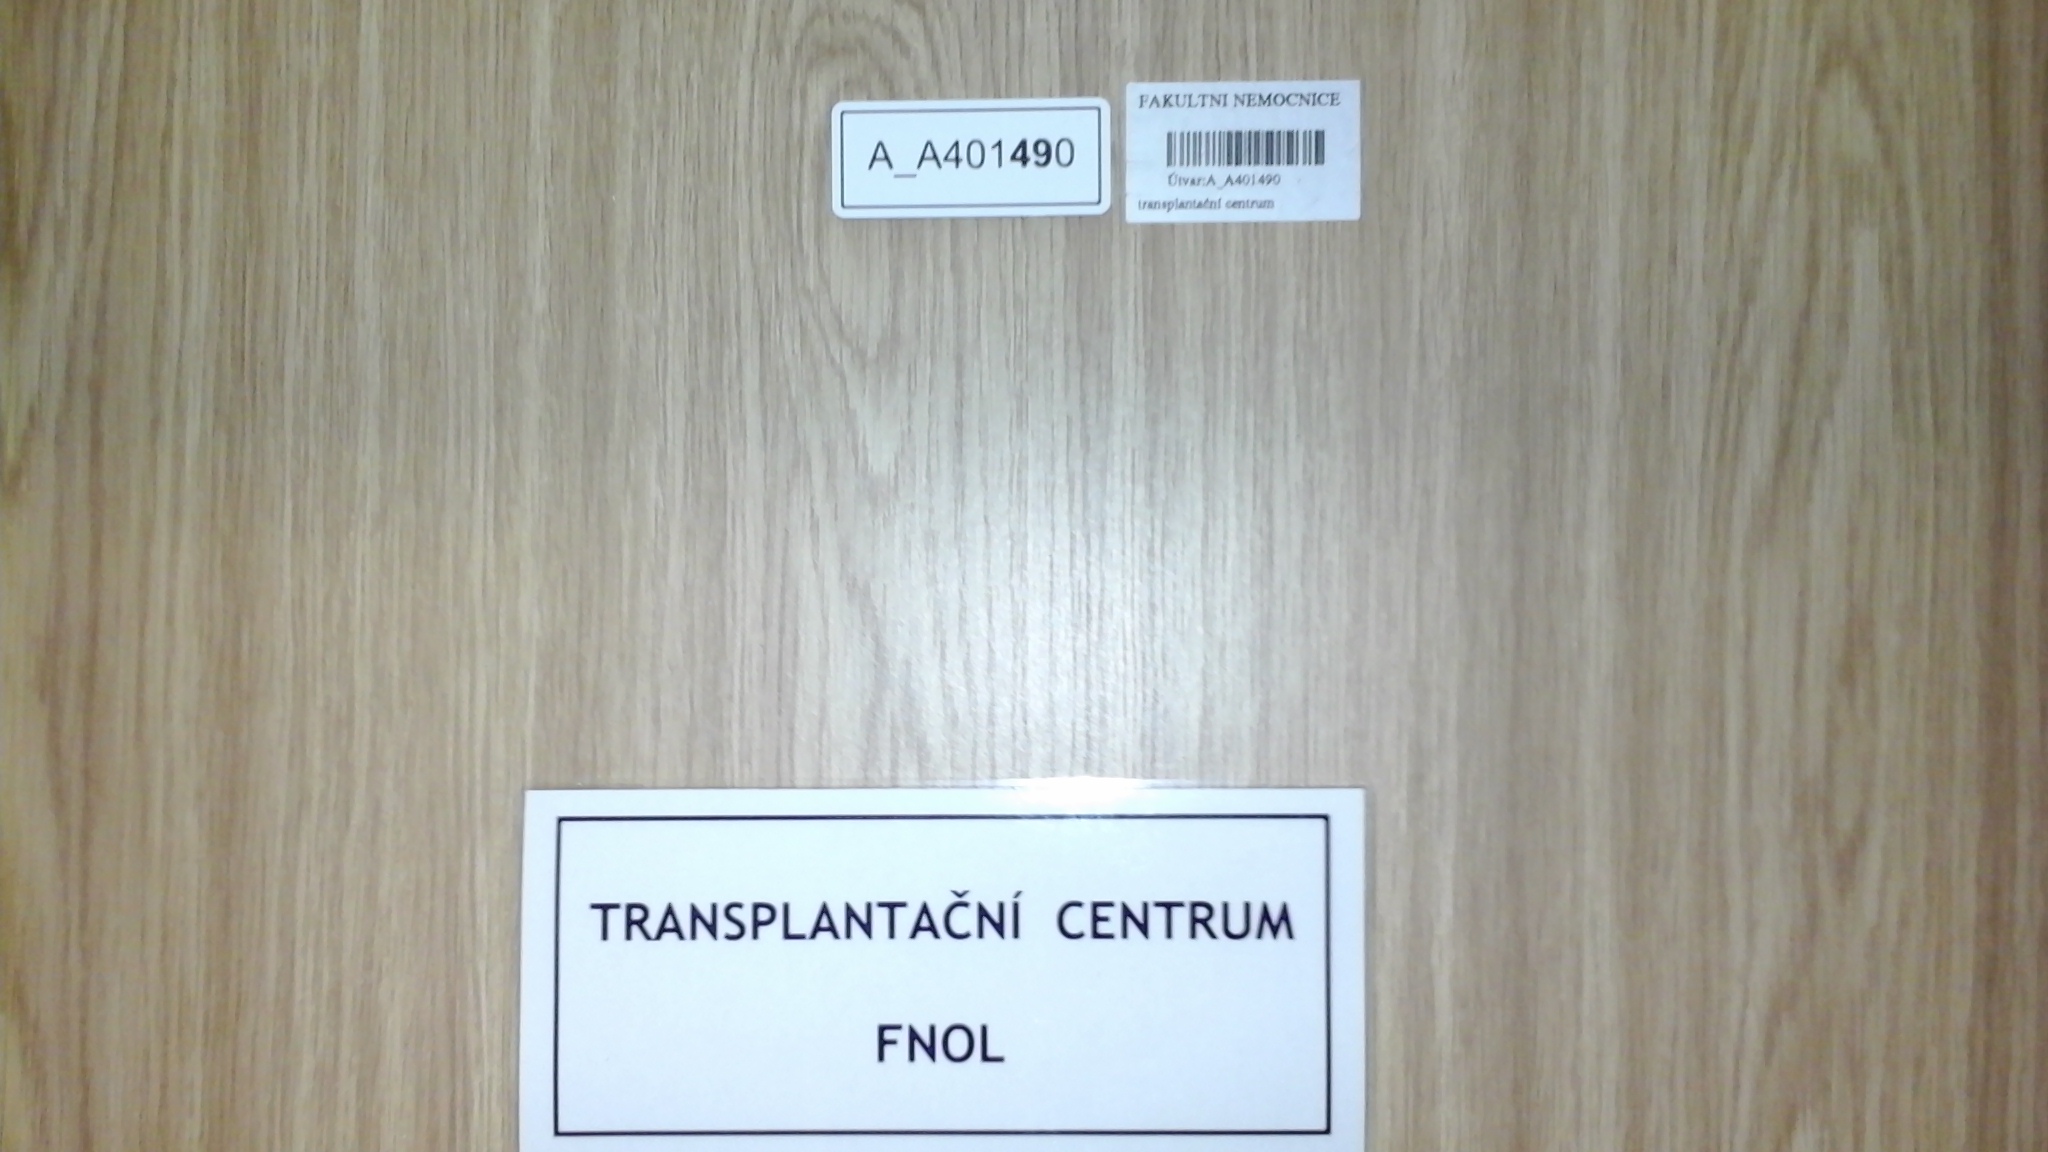 A_A401490
FAKULTNI NEMOCNICE
Útvar:A_A401490
transplantační centrum
TRANSPLANTAČNÍ CENTRUM
FNOL